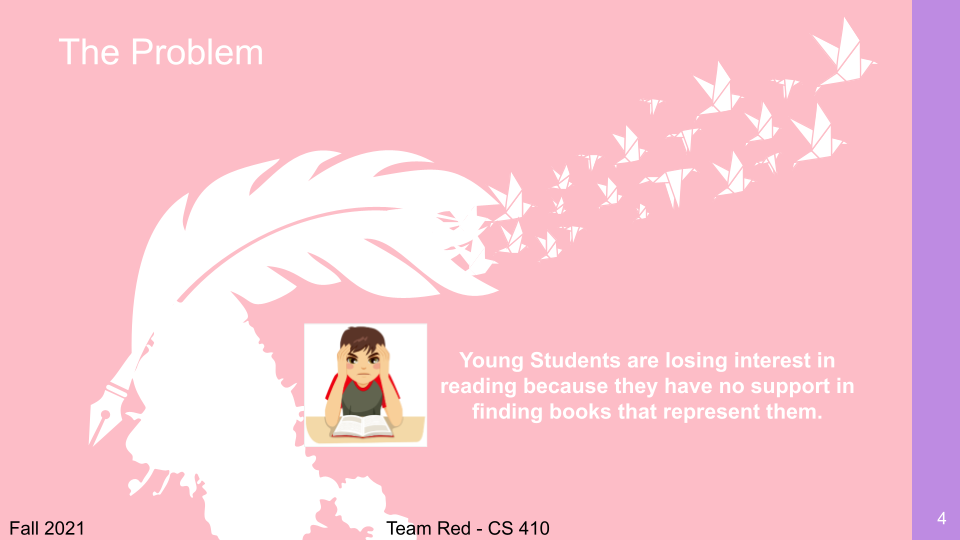 The Problem
Young Students are losing interest in
reading because they have no support in
finding books that represent them.
Fall 2021
Team Red - CS 410
4